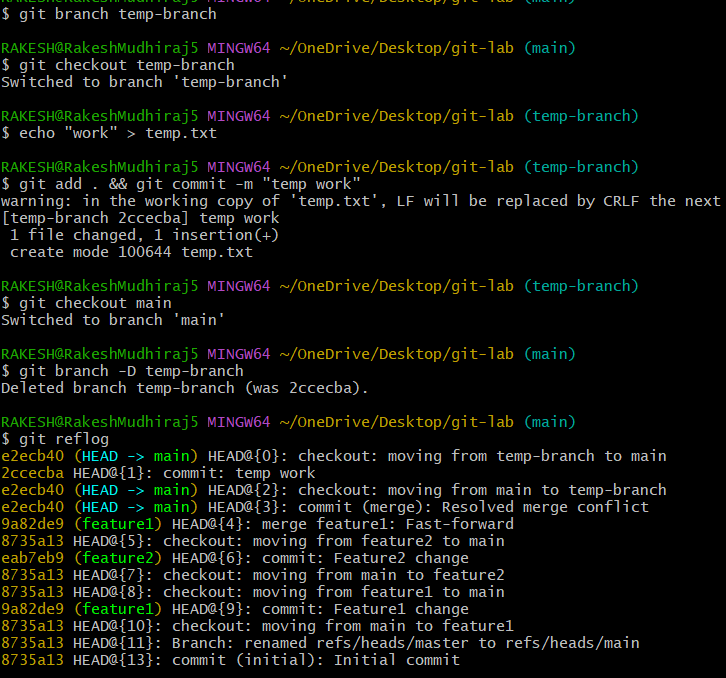 RAKESH@RakeshMudhiraj5 MINGW64 ~/OneDrive/Desktop/git-lab (main)
$ git branch temp-branch
RAKESH@RakeshMudhiraj5 MINGW64 ~/OneDrive/Desktop/git-lab (main)
$ git checkout temp-branch
Switched to branch 'temp-branch'
RAKESH@RakeshMudhiraj5 MINGW64 ~/OneDrive/Desktop/git-lab (temp-branch)
$ echo "work" > temp.txt
RAKESH@RakeshMudhiraj5 MINGW64 ~/OneDrive/Desktop/git-lab (temp-branch)
$ git add . && git commit -m "temp work"
warning: in the working copy of 'temp.txt', LF will be replaced by CRLF the next
[temp-branch 2ccecba] temp work
 1 file changed, 1 insertion(+)
 create mode 100644 temp.txt
RAKESH@RakeshMudhiraj5 MINGW64 ~/OneDrive/Desktop/git-lab (temp-branch)
$ git checkout main
Switched to branch 'main'
RAKESH@RakeshMudhiraj5 MINGW64 ~/OneDrive/Desktop/git-lab (main)
$ git branch -D temp-branch
Deleted branch temp-branch (was 2ccecba).
RAKESH@RakeshMudhiraj5 MINGW64 ~/OneDrive/Desktop/git-lab (main)
$ git reflog
e2ecb40 (HEAD -> main) HEAD@{0}: checkout: moving from temp-branch to main
2ccecba HEAD@{1}: commit: temp work
e2ecb40 (HEAD -> main) HEAD@{2}: checkout: moving from main to temp-branch
e2ecb40 (HEAD -> main) HEAD@{3}: commit (merge): Resolved merge conflict
9a82de9 (feature1) HEAD@{4}: merge feature1: Fast-forward
8735a13 HEAD@{5}: checkout: moving from feature2 to main
eab7eb9 (feature2) HEAD@{6}: commit: Feature2 change
8735a13 HEAD@{7}: checkout: moving from main to feature2
8735a13 HEAD@{8}: checkout: moving from feature1 to main
9a82de9 (feature1) HEAD@{9}: commit: Feature1 change
8735a13 HEAD@{10}: checkout: moving from main to feature1
8735a13 HEAD@{11}: Branch: renamed refs/heads/master to refs/heads/main
8735a13 HEAD@{13}: commit (initial): Initial commit